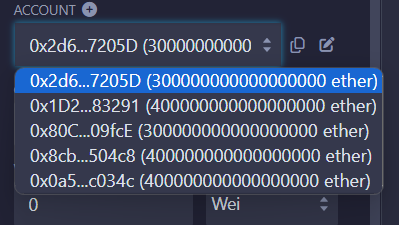 ACCOUNT
0x2d6...7205D (30000000000
0x2d6...7205D (300000000000000000 ether)
0x1D2...83291 (400000000000000000 ether)
0x80C...09fcE (300000000000000000 ether)
0x8cb...504c8 (400000000000000000 ether)
0x0a5...c034c (400000000000000000 ether)
0
Wei